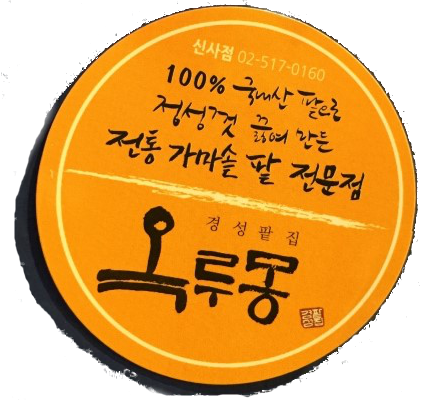 신사점 02-517-0160
100% 국내산 팥으로
정성껏 끓여 만든
전통 가마솥 팥 전문점
경성팥집
옥루몽